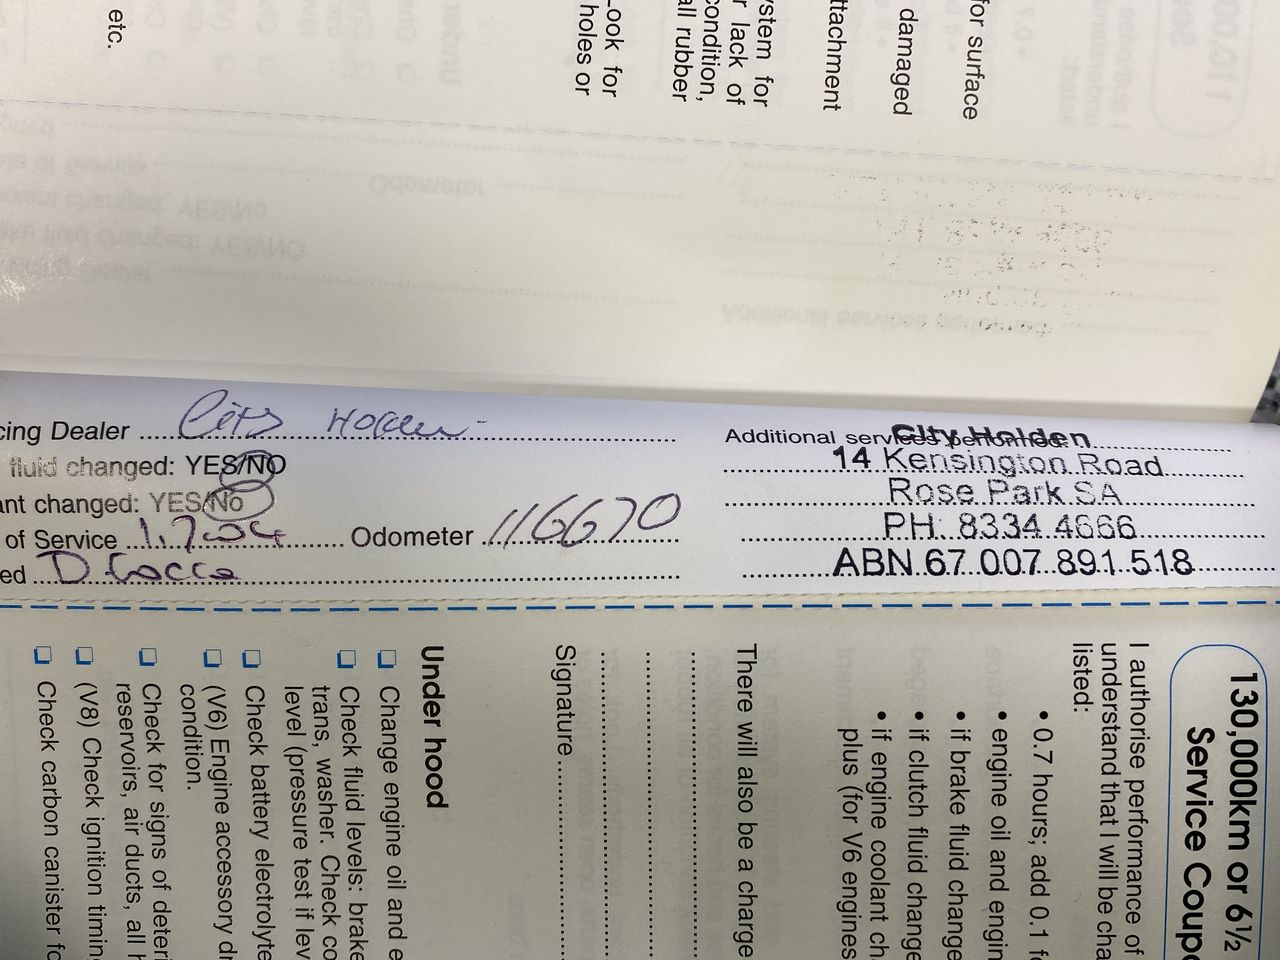 for surface
damaged
ttachment
ystem for
r lack of
condition,
all rubber
ook for
holes or
etc.
cing Dealer City Holden
fluid changed: YES/NO
ant changed: YES/No
of Service 1.7.04 Odometer 116670
ed D. Cocca
Additional services performed:
City Holden
14 Kensington Road
Rose Park SA
PH: 8334 4666
ABN 67 007 891 518
130,000km or 6½
Service Coup
I authorise performance of
understand that I will be cha
listed:
• 0.7 hours; add 0.1 f
• engine oil and engin
• if brake fluid change
• if clutch fluid change
• if engine coolant ch
plus (for V6 engines
There will also be a charge
Signature
Under hood
❑ Change engine oil and e
❑ Check fluid levels: brake
trans, washer. Check co
level (pressure test if lev
❑ Check battery electrolyte
❑ (V6) Engine accessory dr
condition.
❑ Check for signs of deteri
reservoirs, air ducts, all h
❑ (V8) Check ignition timing
❑ Check carbon canister fo